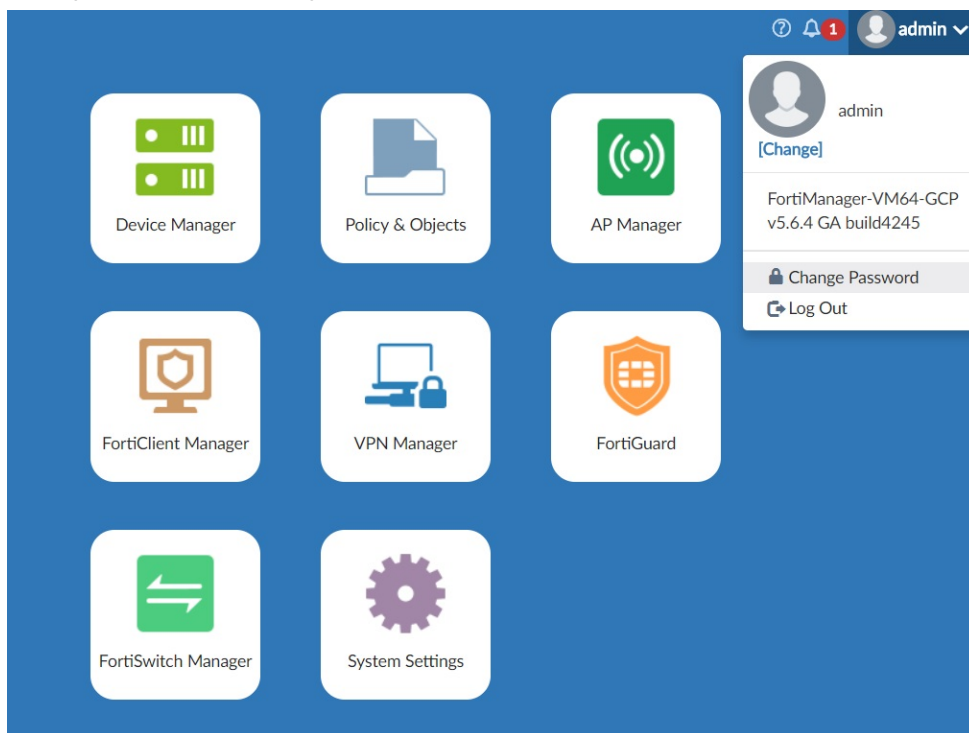 1
admin
admin
[Change]
FortiManager-VM64-GCP
v5.6.4 GA build4245
Change Password
Log Out
Device Manager
Policy & Objects
AP Manager
FortiClient Manager
VPN Manager
FortiGuard
FortiSwitch Manager
System Settings